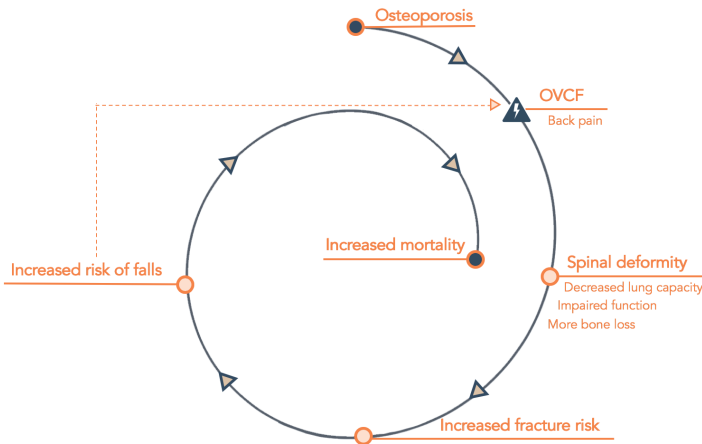 Osteoporosis
OVCF
Back pain
Increased mortality
Increased risk of falls
Spinal deformity
Decreased lung capacity
Impaired function
More bone loss
Increased fracture risk